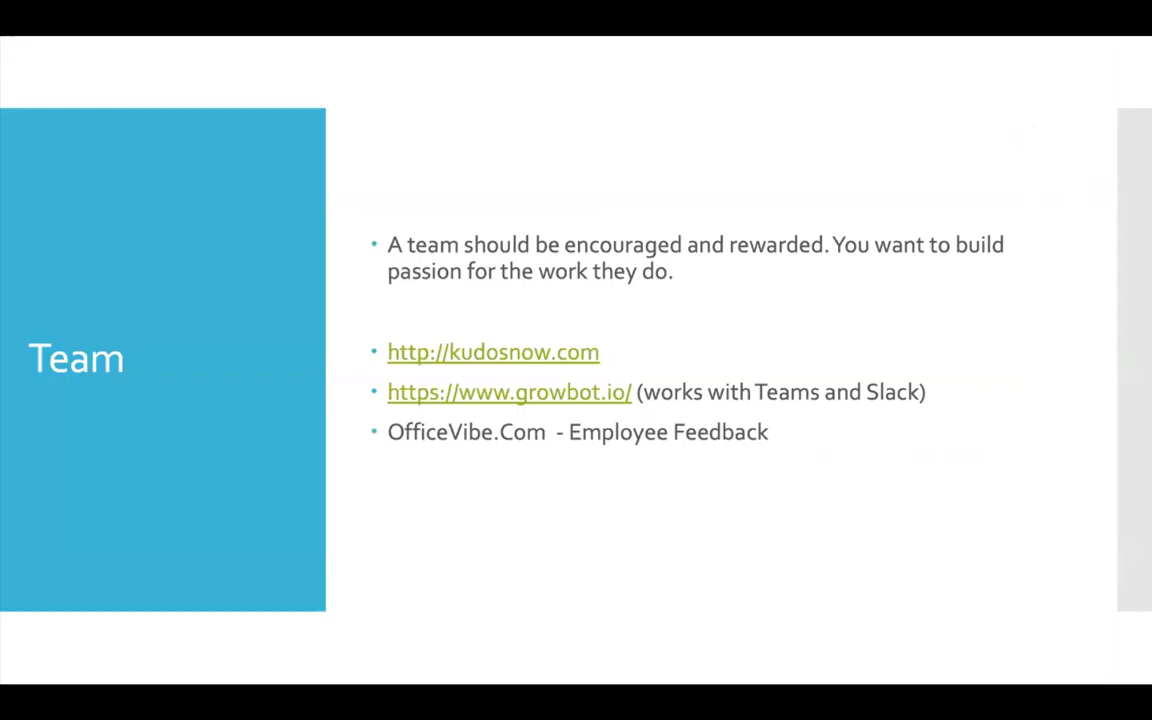 Team
• A team should be encouraged and rewarded. You want to build
passion for the work they do.
• http://kudosnow.com
• https://www.growbot.io/ (works with Teams and Slack)
• OfficeVibe.Com - Employee Feedback